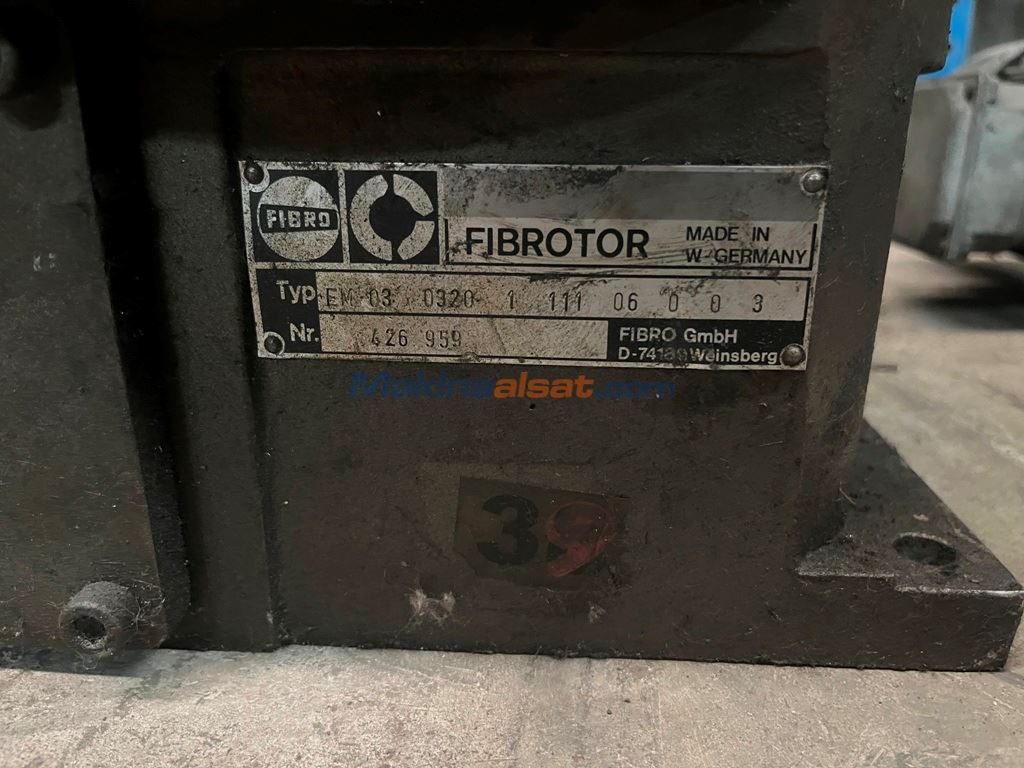 FIBRO
FIBROTOR
MADE IN
W-GERMANY
Typ. EM 03 0320 1 111 06 0 0 3
Nr. 426 959
FIBRO GmbH
Weinsberg
Makinaalsat.com
39